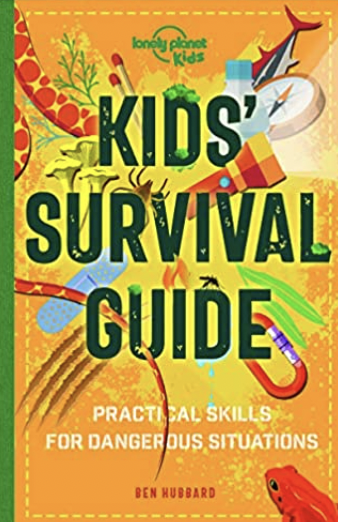 lonely planet
Kids
KIDS'
SURVIVAL
GUIDE
PRACTICAL SKILLS
FOR DANGEROUS SITUATIONS
BEN HUBBARD